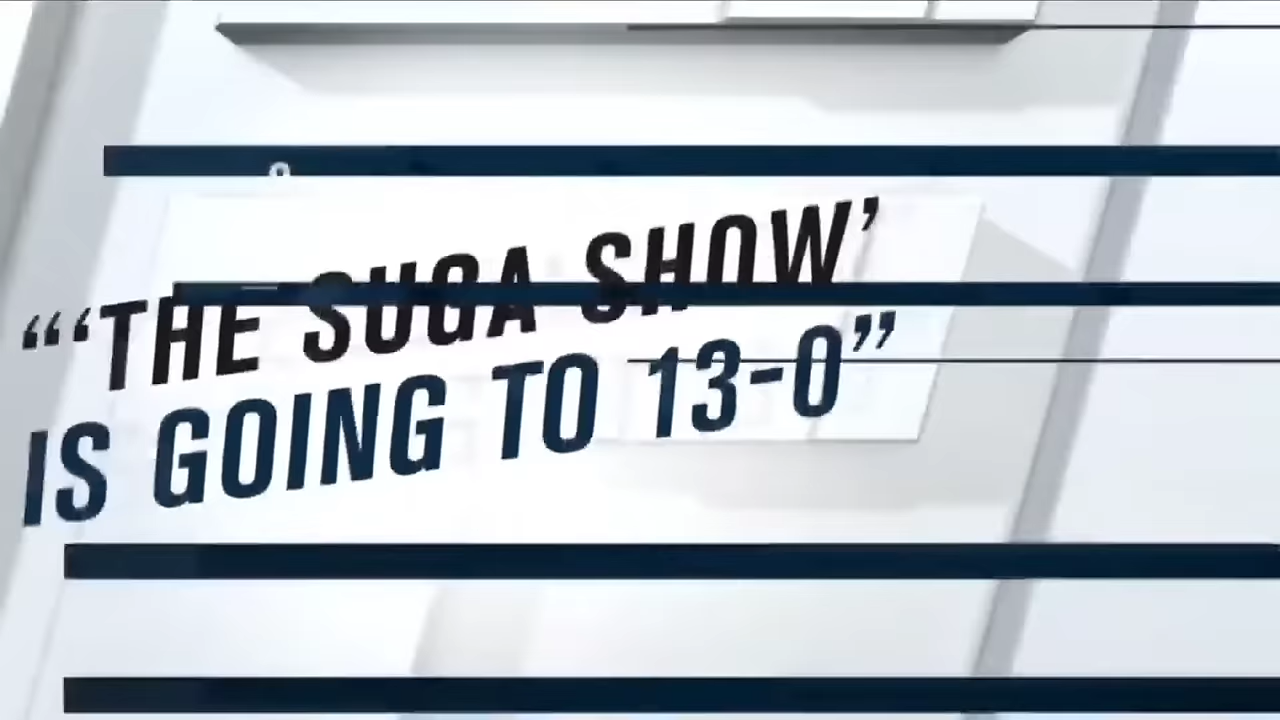 “‘THE SUGA SHOW’
IS GOING TO 13-0”